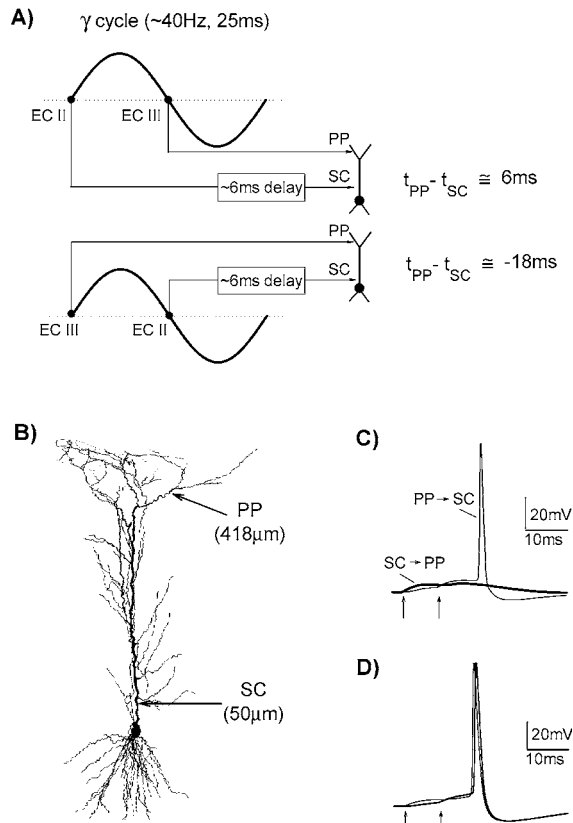 A)
γ cycle (~40Hz, 25ms)
EC II
EC III
PP
SC
~6ms delay
t_PP - t_SC ≅ 6ms
PP
SC
~6ms delay
t_PP - t_SC ≅ -18ms
EC III
EC II
B)
PP
(418μm)
SC
(50μm)
C)
PP → SC
SC → PP
20mV
10ms
D)
20mV
10ms